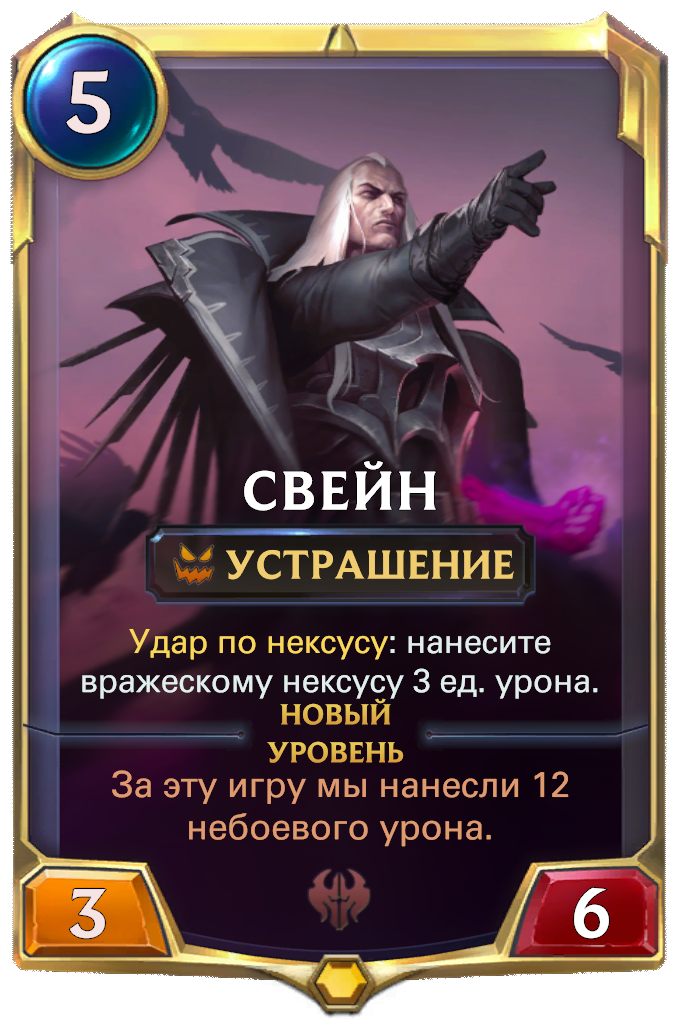 5
СВЕЙН
УСТРАШЕНИЕ
Удар по нексусу: нанесите
вражескому нексусу 3 ед. урона.
НОВЫЙ
УРОВЕНЬ
За эту игру мы нанесли 12
небоевого урона.
3
6